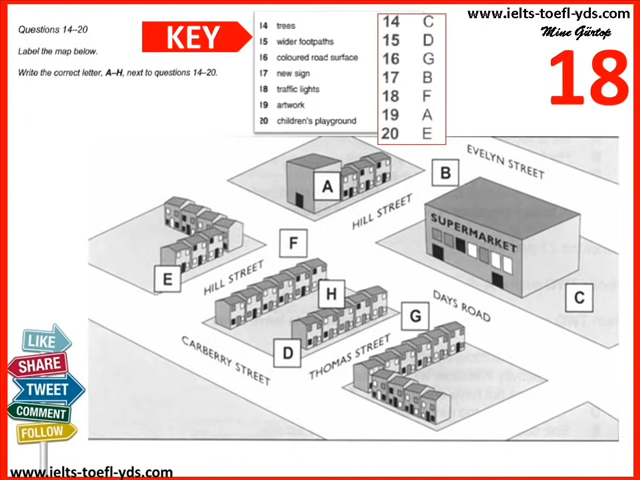 Questions 14–20
Label the map below.
Write the correct letter, A–H, next to questions 14–20.
KEY
14 trees
15 wider footpaths
16 coloured road surface
17 new sign
18 traffic lights
19 artwork
20 children's playground
14 C
15 D
16 G
17 B
18 F
19 A
20 E
www.ielts-toefl-yds.com
Mine Gürtop
18
EVELYN STREET
B
A
HILL STREET
SUPERMARKET
F
E
HILL STREET
H
C
DAYS ROAD
G
D
CARBERRY STREET
THOMAS STREET
LIKE
SHARE
TWEET
COMMENT
FOLLOW
www.ielts-toefl-yds.com